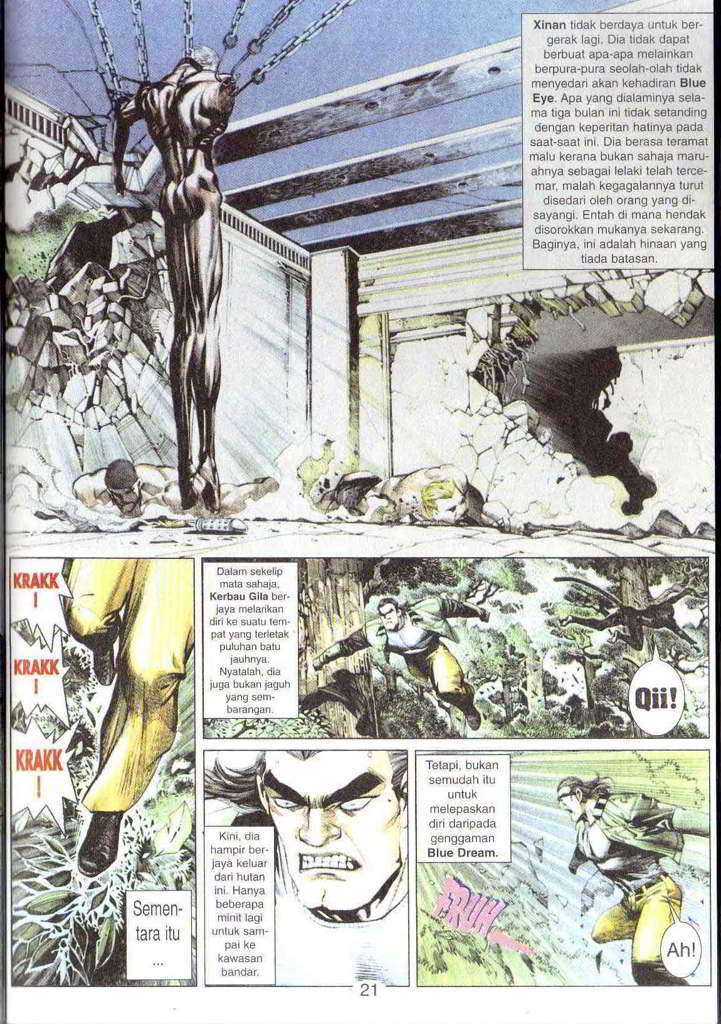 Xinan tidak berdaya untuk ber-
gerak lagi. Dia tidak dapat
berbuat apa-apa melainkan
berpura-pura seolah-olah tidak
menyedari akan kehadiran Blue
Eye. Apa yang dialaminya sela-
ma tiga bulan ini tidak setanding
dengan keperitan hatinya pada
saat-saat ini. Dia berasa teramat
malu kerana bukan sahaja maru-
ahnya sebagai lelaki telah terce-
mar, malah kegagalannya turut
disedari oleh orang yang di-
sayangi. Entah di mana hendak
disorokkan mukanya sekarang.
Baginya, ini adalah hinaan yang
tiada batasan.
KRAKK
!
KRAKK
!
KRAKK
!
Semen-
tara itu
...
Dalam sekelip
mata sahaja,
Kerbau Gila ber-
jaya melarikan
diri ke suatu tem-
pat yang terletak
puluhan batu
jauhnya.
Nyatalah, dia
juga bukan jaguh
yang sem-
barangan.
Qii!
Kini, dia
hampir ber-
jaya keluar
dari hutan
ini. Hanya
beberapa
minit lagi
untuk sam-
pai ke
kawasan
bandar.
Tetapi, bukan
semudah itu
untuk
melepaskan
diri daripada
genggaman
Blue Dream.
Ah!
21